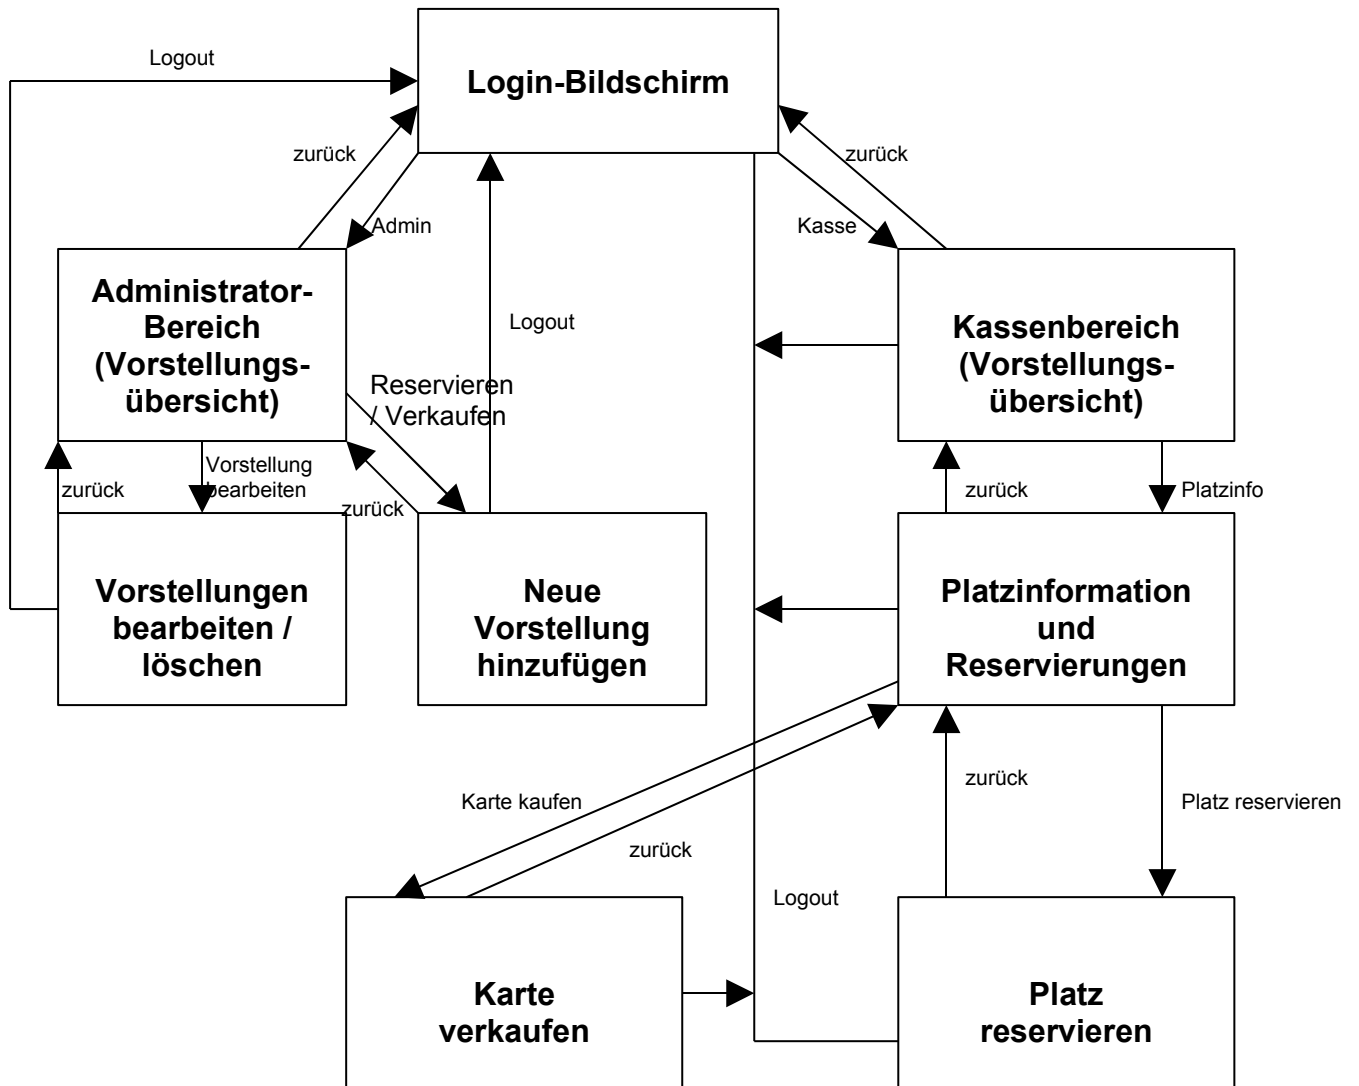 Logout
Login-Bildschirm
zurück
zurück
Admin
Kasse
Administrator-
Bereich
(Vorstellungs-
übersicht)
Logout
Kassenbereich
(Vorstellungs-
übersicht)
Reservieren
/ Verkaufen
Vorstellung
bearbeiten
zurück
zurück
zurück
Platzinfo
Vorstellungen
bearbeiten /
löschen
Neue
Vorstellung
hinzufügen
Platzinformation
und
Reservierungen
zurück
Karte kaufen
Platz reservieren
zurück
Logout
Karte
verkaufen
Platz
reservieren